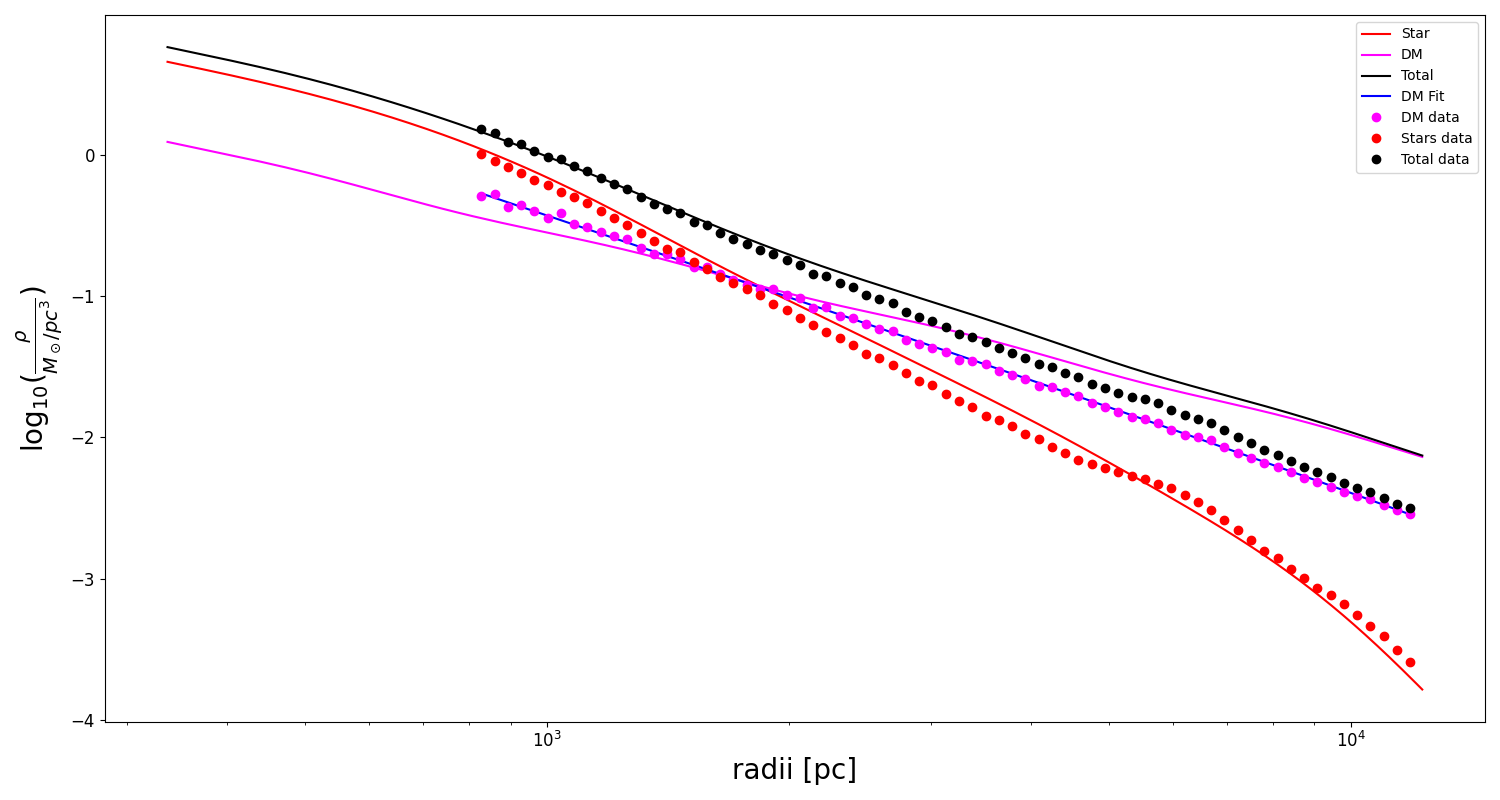 Star
DM
Total
DM Fit
DM data
Stars data
Total data
0
−1
−2
−3
−4
10³
10⁴
log₁₀(ρ / M⊙/pc³)
radii [pc]